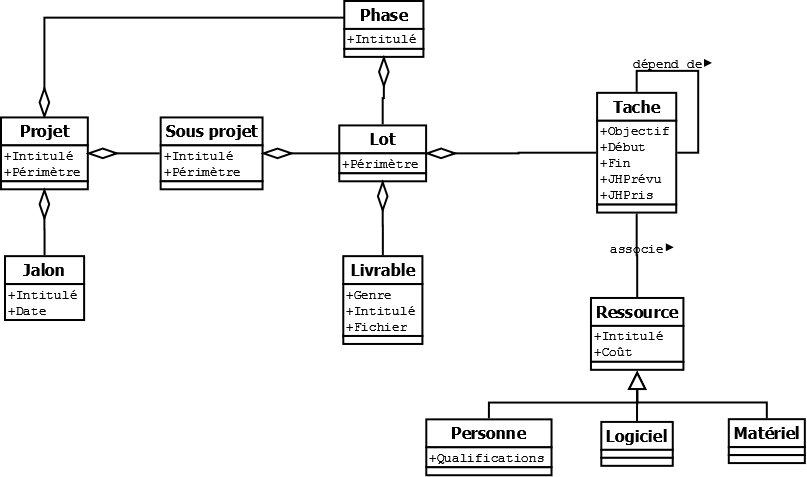 Phase
+Intitulé
dépend de
Tache
+Objectif
+Début
+Fin
+JHPrévu
+JHPris
Projet
+Intitulé
+Périmètre
Sous projet
+Intitulé
+Périmètre
Lot
+Périmètre
associe
Jalon
+Intitulé
+Date
Livrable
+Genre
+Intitulé
+Fichier
Ressource
+Intitulé
+Coût
Personne
+Qualifications
Logiciel
Matériel